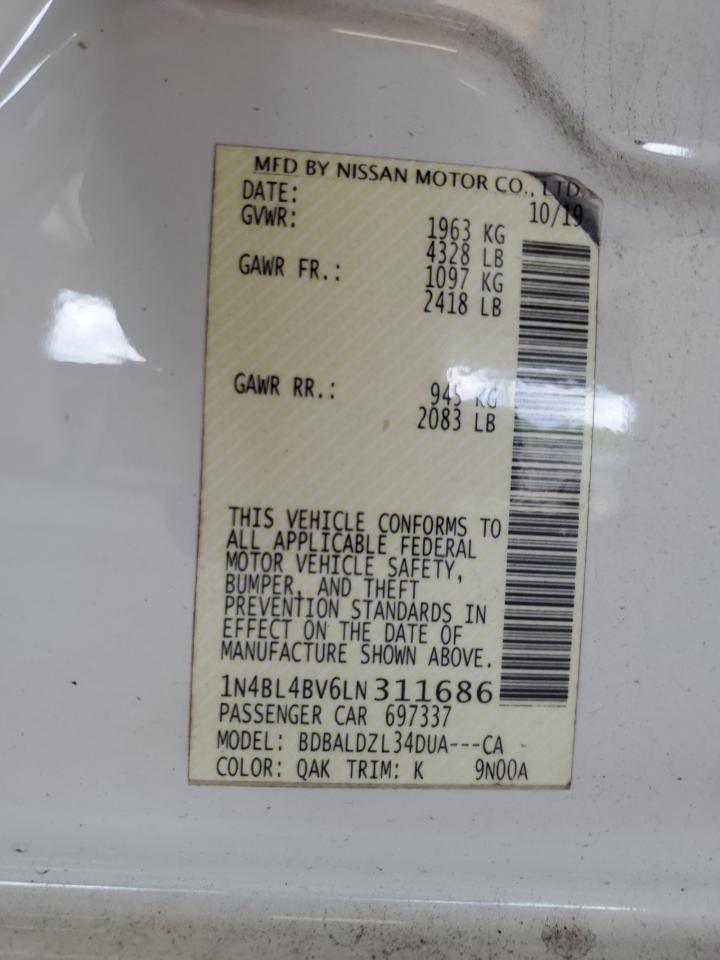 MFD BY NISSAN MOTOR CO., LTD.
DATE: 10/19
GVWR: 1963 KG
4328 LB
GAWR FR.: 1097 KG
2418 LB
GAWR RR.: 945 KG
2083 LB
THIS VEHICLE CONFORMS TO
ALL APPLICABLE FEDERAL
MOTOR VEHICLE SAFETY,
BUMPER, AND THEFT
PREVENTION STANDARDS IN
EFFECT ON THE DATE OF
MANUFACTURE SHOWN ABOVE.
1N4BL4BV6LN311686
PASSENGER CAR 697337
MODEL: BDBALDZL34DUA---CA -
COLOR: QAK TRIM: K 9N00A